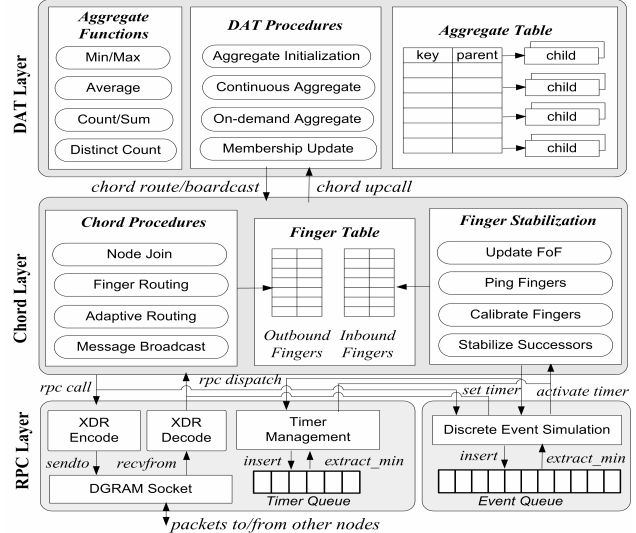 DAT Layer
Aggregate
Functions
Min/Max
Average
Count/Sum
Distinct Count
DAT Procedures
Aggregate Initialization
Continuous Aggregate
On-demand Aggregate
Membership Update
Aggregate Table
key parent
child
child
child
child
chord route/boardcast
chord upcall
Chord Layer
Chord Procedures
Node Join
Finger Routing
Adaptive Routing
Message Broadcast
Finger Table
Outbound
Fingers
Inbound
Fingers
Finger Stabilization
Update FoF
Ping Fingers
Calibrate Fingers
Stabilize Successors
rpc call
rpc dispatch
set timer
activate timer
RPC Layer
XDR
Encode
XDR
Decode
Timer
Management
Discrete Event Simulation
sendto
recvfrom
insert
extract_min
insert
extract_min
DGRAM Socket
Timer Queue
Event Queue
packets to/from other nodes